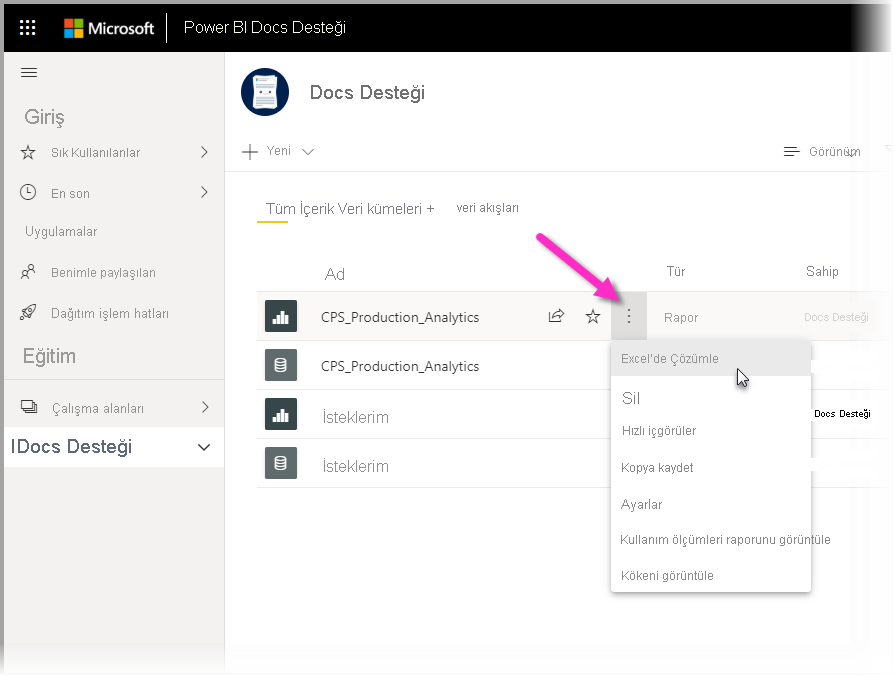 Microsoft Power BI Docs Desteği
Docs Desteği
Giriş
Sık Kullanılanlar
En son
Uygulamalar
Benimle paylaşılan
Dağıtım işlem hatları
Eğitim
Çalışma alanları
IDocs Desteği
Yeni
Görünüm
Tüm İçerik Veri kümeleri + veri akışları
Ad Tür Sahip
CPS_Production_Analytics Rapor Docs Desteği
CPS_Production_Analytics
İsteklerim Docs Desteği
İsteklerim
Excel'de Çözümle
Sil
Hızlı içgörüler
Kopya kaydet
Ayarlar
Kullanım ölçümleri raporunu görüntüle
Kökeni görüntüle